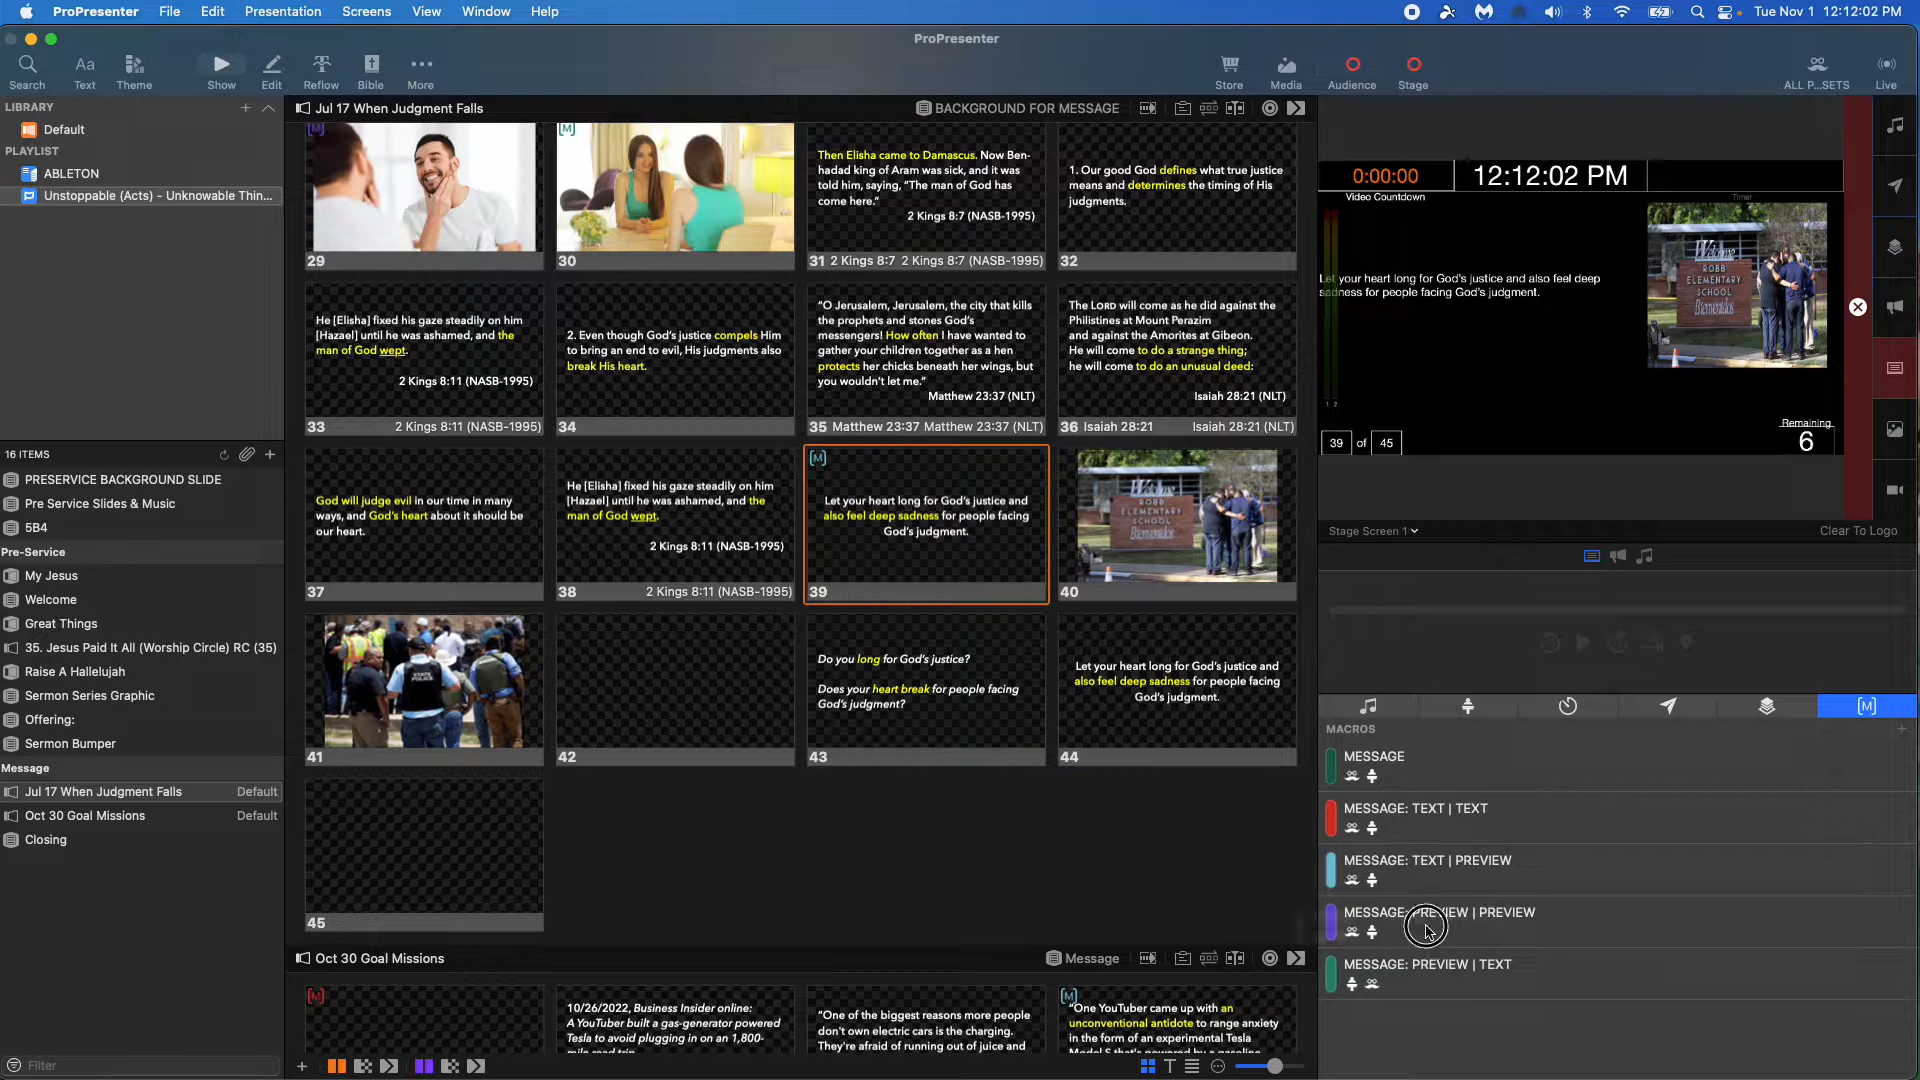 ProPresenter File Edit Presentation Screens View Window Help
Tue Nov 1 12:12:02 PM
ProPresenter
Search Text Theme Show Edit Reflow Bible More
Store Media Audience Stage ALL P...SETS Live
LIBRARY
Default
PLAYLIST
ABLETON
Unstoppable (Acts) - Unknowable Thin...
16 ITEMS
PRESERVICE BACKGROUND SLIDE
Pre Service Slides & Music
5B4
Pre-Service
My Jesus
Welcome
Great Things
35. Jesus Paid It All (Worship Circle) RC (35)
Raise A Hallelujah
Sermon Series Graphic
Offering:
Sermon Bumper
Message
Jul 17 When Judgment Falls Default
Oct 30 Goal Missions Default
Closing
Filter
Jul 17 When Judgment Falls
BACKGROUND FOR MESSAGE
[M]
29
[M]
30
Then Elisha came to Damascus. Now Ben-
hadad king of Aram was sick, and it was
told him, saying, "The man of God has
come here."
2 Kings 8:7 (NASB-1995)
31 2 Kings 8:7 2 Kings 8:7 (NASB-1995)
1. Our good God defines what true justice
means and determines the timing of His
judgments.
32
He [Elisha] fixed his gaze steadily on him
[Hazael] until he was ashamed, and the
man of God wept.
2 Kings 8:11 (NASB-1995)
33 2 Kings 8:11 (NASB-1995)
2. Even though God's justice compels Him
to bring an end to evil, His judgments also
break His heart.
34
"O Jerusalem, Jerusalem, the city that kills
the prophets and stones God's
messengers! How often I have wanted to
gather your children together as a hen
protects her chicks beneath her wings, but
you wouldn't let me."
Matthew 23:37 (NLT)
35 Matthew 23:37 Matthew 23:37 (NLT)
The LORD will come as he did against the
Philistines at Mount Perazim
and against the Amorites at Gibeon.
He will come to do a strange thing;
he will come to do an unusual deed:
Isaiah 28:21 (NLT)
36 Isaiah 28:21 Isaiah 28:21 (NLT)
God will judge evil in our time in many
ways, and God's heart about it should be
our heart.
37
He [Elisha] fixed his gaze steadily on him
[Hazael] until he was ashamed, and the
man of God wept.
2 Kings 8:11 (NASB-1995)
38 2 Kings 8:11 (NASB-1995)
[M]
Let your heart long for God's justice and
also feel deep sadness for people facing
God's judgment.
39
Welcome
ROBB
ELEMENTARY
SCHOOL
Bienvenidos
40
STATE
POLICE
41
42
Do you long for God's justice?
Does your heart break for people facing
God's judgment?
43
Let your heart long for God's justice and
also feel deep sadness for people facing
God's judgment.
44
45
Oct 30 Goal Missions
Message
[M]
10/26/2022, Business Insider online:
A YouTuber built a gas-generator powered
Tesla to avoid plugging in on an 1,800-
mile road trip
"One of the biggest reasons more people
don't own electric cars is the charging.
They're afraid of running out of juice and
[M]
"One YouTuber came up with an
unconventional antidote to range anxiety
in the form of an experimental Tesla
Model S that's powered by a gasoline
0:00:00
Video Countdown
12:12:02 PM
Timer
Let your heart long for God's justice and also feel deep
sadness for people facing God's judgment.
Welcome
ROBB
ELEMENTARY
SCHOOL
Bienvenidos
1 2
39 of 45
Remaining
6
Stage Screen 1
Clear To Logo
[M]
MACROS
MESSAGE
MESSAGE: TEXT | TEXT
MESSAGE: TEXT | PREVIEW
MESSAGE: PREVIEW | PREVIEW
MESSAGE: PREVIEW | TEXT